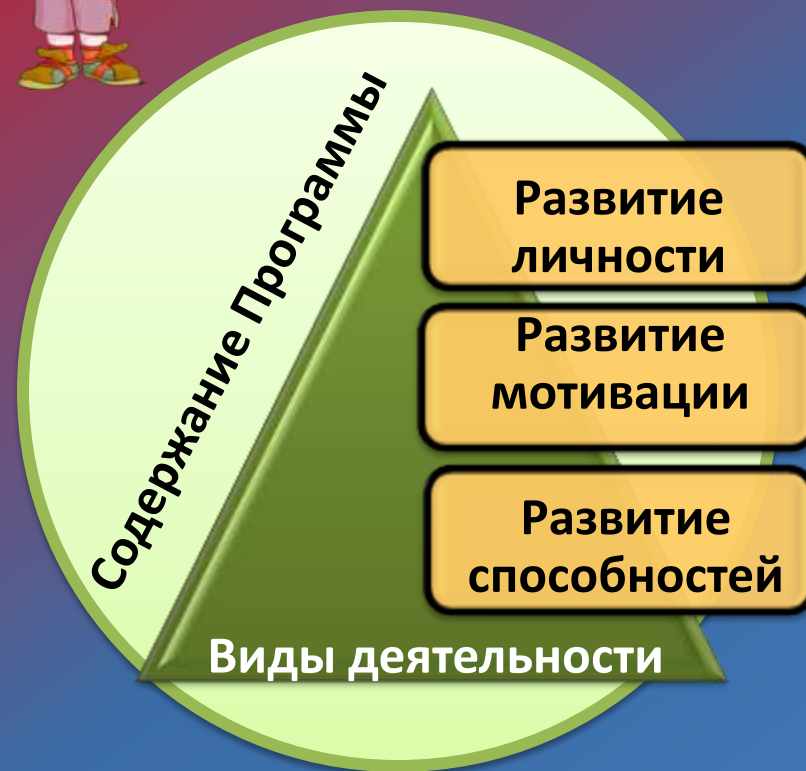 Содержание Программы
Развитие
личности
Развитие
мотивации
Развитие
способностей
Виды деятельности